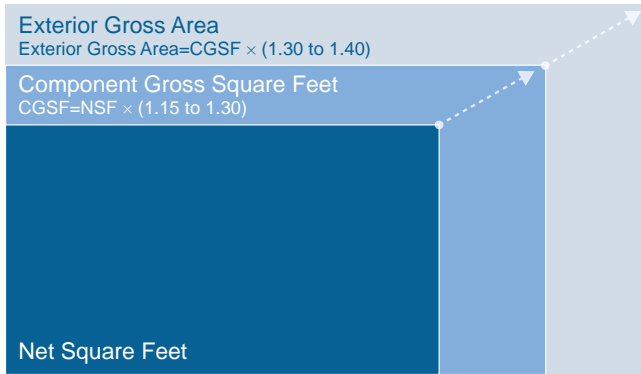 Exterior Gross Area
Exterior Gross Area=CGSF × (1.30 to 1.40)
Component Gross Square Feet
CGSF=NSF × (1.15 to 1.30)
Net Square Feet